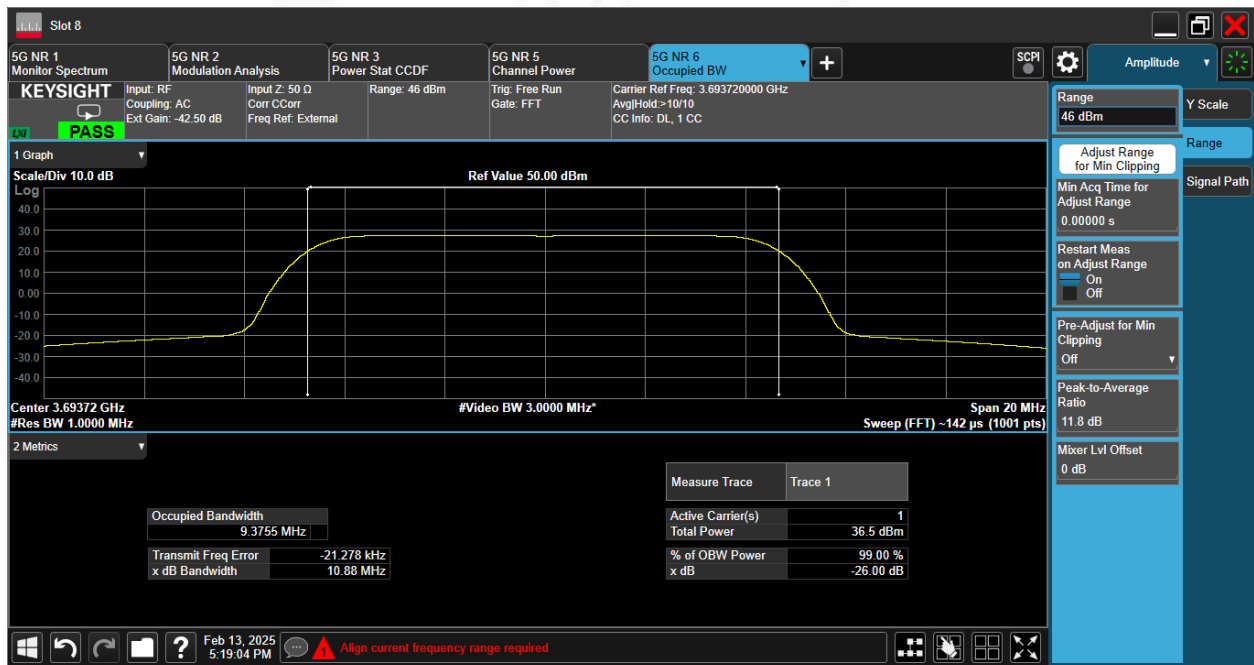 Slot 8
5G NR 1
Monitor Spectrum
5G NR 2
Modulation Analysis
5G NR 3
Power Stat CCDF
5G NR 5
Channel Power
5G NR 6
Occupied BW
SCPI
Amplitude
KEYSIGHT
LXI
PASS
Input: RF
Coupling: AC
Ext Gain: -42.50 dB
Input Z: 50 Ω
Corr CCorr
Freq Ref: External
Range: 46 dBm
Trig: Free Run
Gate: FFT
Carrier Ref Freq: 3.693720000 GHz
Avg|Hold:>10/10
CC Info: DL, 1 CC
1 Graph
Scale/Div 10.0 dB
Ref Value 50.00 dBm
Log
40.0
30.0
20.0
10.0
0.00
-10.0
-20.0
-30.0
-40.0
Center 3.69372 GHz
#Video BW 3.0000 MHz*
Span 20 MHz
#Res BW 1.0000 MHz
Sweep (FFT) ~142 µs (1001 pts)
2 Metrics
Measure Trace Trace 1
Occupied Bandwidth
9.3755 MHz
Active Carrier(s) 1
Total Power 36.5 dBm
Transmit Freq Error -21.278 kHz
% of OBW Power 99.00 %
x dB Bandwidth 10.88 MHz
x dB -26.00 dB
Range
46 dBm
Adjust Range
for Min Clipping
Min Acq Time for
Adjust Range
0.00000 s
Restart Meas
on Adjust Range
On
Off
Pre-Adjust for Min
Clipping
Off
Peak-to-Average
Ratio
11.8 dB
Mixer Lvl Offset
0 dB
Y Scale
Range
Signal Path
?
Feb 13, 2025
5:19:04 PM
1
Align current frequency range required